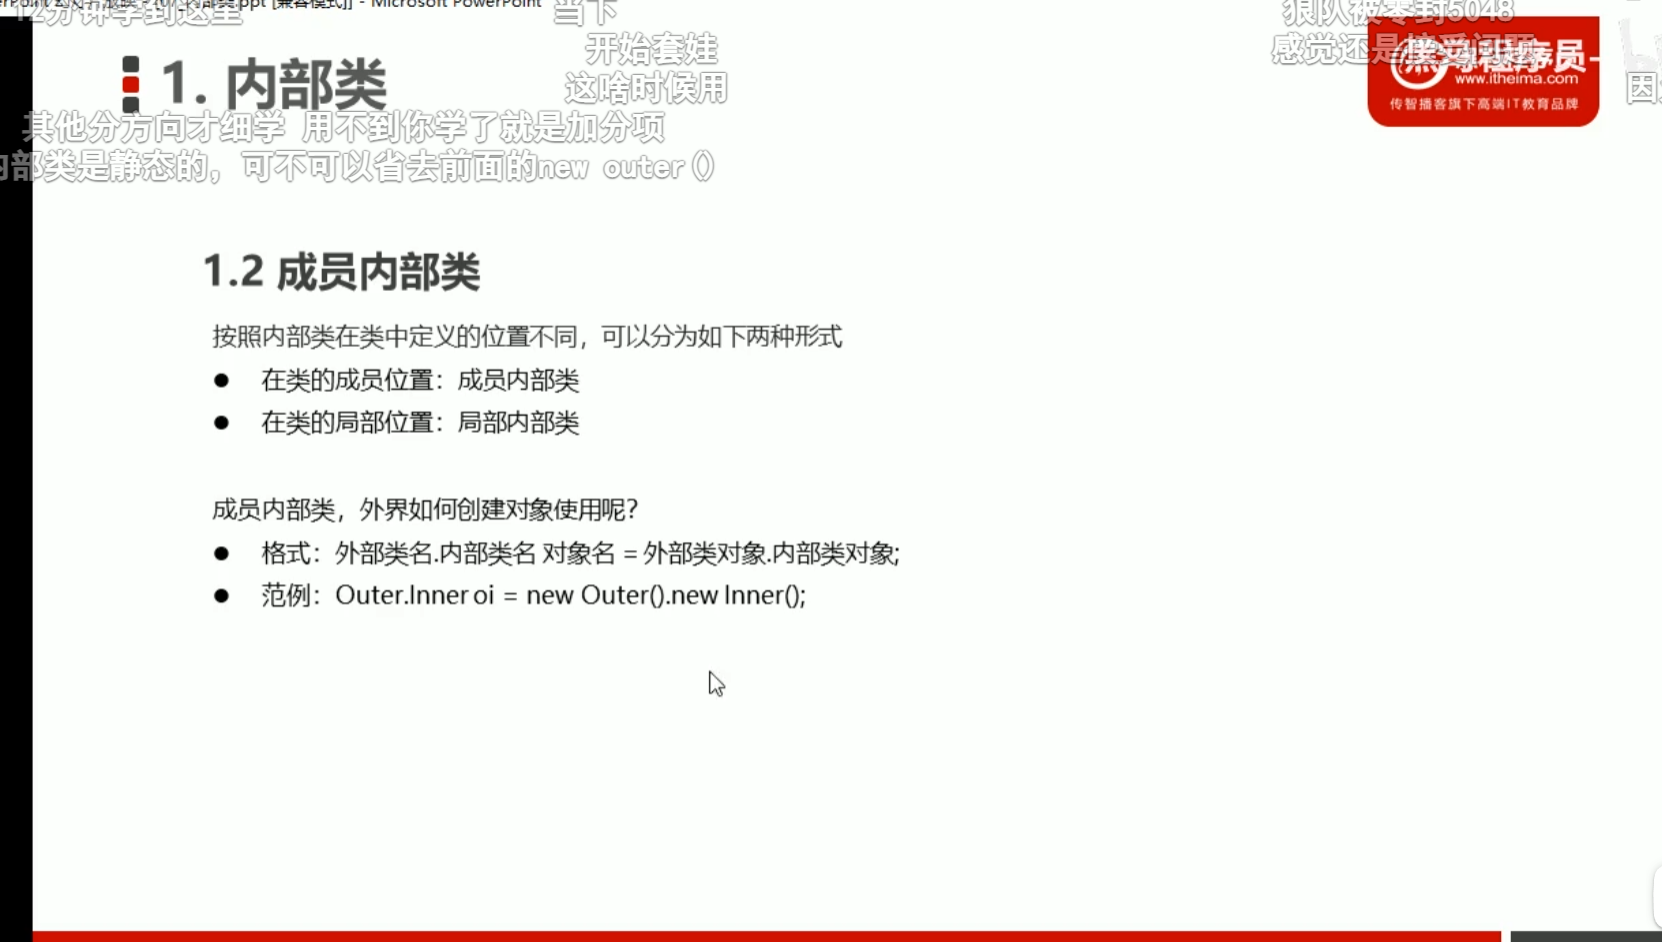 12分钟学到这里
内部类.ppt [兼容模式]] - Microsoft PowerPoint
当下
狼队被零封5048
开始套娃
感觉还是接受问题
1. 内部类
www.itheima.com
这啥时候用
因
传智播客旗下高端IT教育品牌
其他分方向才细学 用不到你学了就是加分项
内部类是静态的，可不可以省去前面的new outer()
1.2 成员内部类
按照内部类在类中定义的位置不同，可以分为如下两种形式
● 在类的成员位置：成员内部类
● 在类的局部位置：局部内部类
成员内部类，外界如何创建对象使用呢？
● 格式：外部类名.内部类名 对象名 = 外部类对象.内部类对象;
● 范例：Outer.Inner oi = new Outer().new Inner();